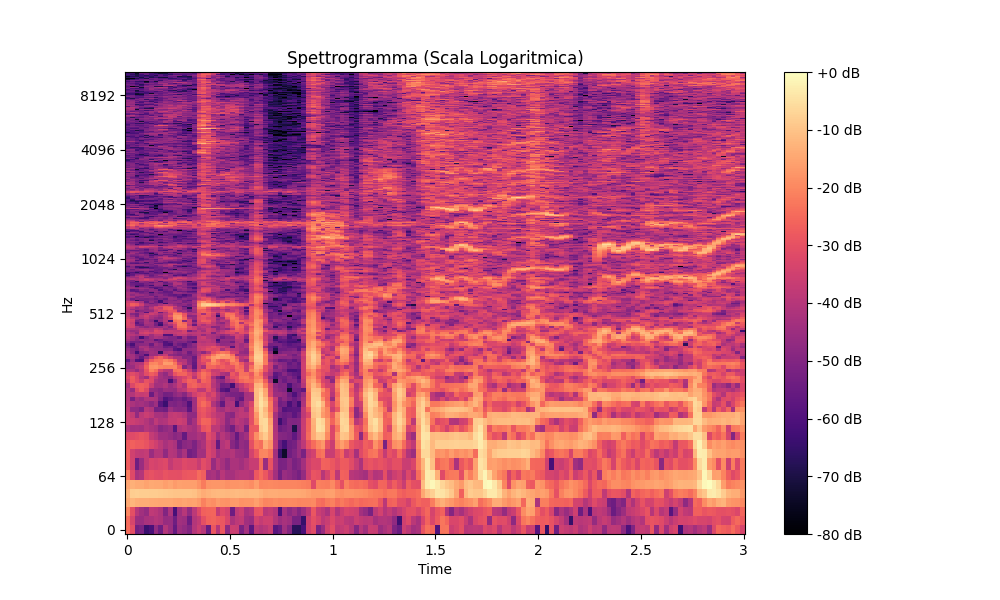 Spettrogramma (Scala Logaritmica)
8192
4096
2048
1024
512
256
128
64
0
Hz
0
0.5
1
1.5
2
2.5
3
Time
+0 dB
-10 dB
-20 dB
-30 dB
-40 dB
-50 dB
-60 dB
-70 dB
-80 dB